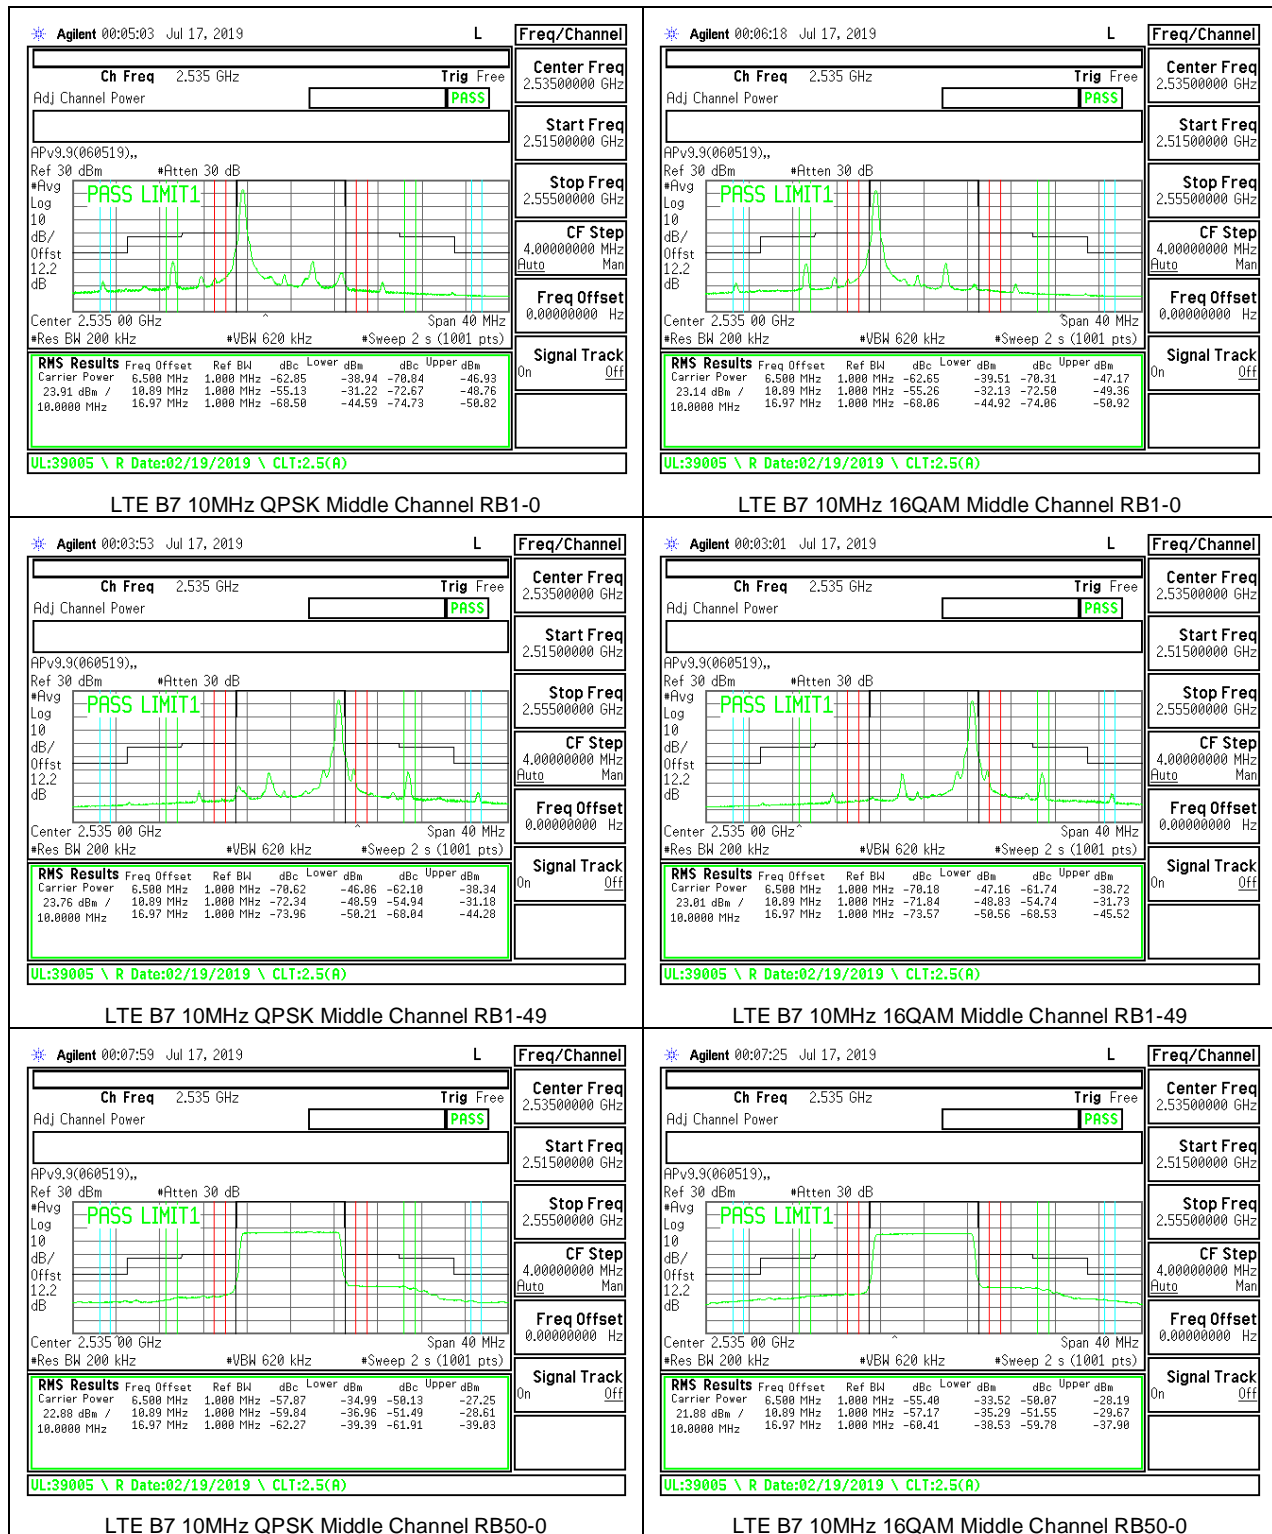 Agilent 00:05:03 Jul 17, 2019 L Freq/Channel
Ch Freq 2.535 GHz Trig Free
Adj Channel Power PASS
APv9.9(060519),,
Ref 30 dBm #Atten 30 dB
#Avg
Log
10
dB/
Offst
12.2
dB
PASS LIMIT1
Center 2.535 00 GHz Span 40 MHz
#Res BW 200 kHz #VBW 620 kHz #Sweep 2 s (1001 pts)
RMS Results Freq Offset Ref BW dBc Lower dBm dBc Upper dBm
Carrier Power 6.500 MHz 1.000 MHz -62.85 -38.94 -70.84 -46.93
23.91 dBm / 10.89 MHz 1.000 MHz -55.13 -31.22 -72.67 -48.76
10.0000 MHz 16.97 MHz 1.000 MHz -68.50 -44.59 -74.73 -50.82
UL:39005 \ R Date:02/19/2019 \ CLT:2.5(A)
Center Freq
2.53500000 GHz
Start Freq
2.51500000 GHz
Stop Freq
2.55500000 GHz
CF Step
4.00000000 MHz
Auto Man
Freq Offset
0.00000000 Hz
Signal Track
On Off
LTE B7 10MHz QPSK Middle Channel RB1-0
Agilent 00:06:18 Jul 17, 2019 L Freq/Channel
Ch Freq 2.535 GHz Trig Free
Adj Channel Power PASS
APv9.9(060519),,
Ref 30 dBm #Atten 30 dB
#Avg
Log
10
dB/
Offst
12.2
dB
PASS LIMIT1
Center 2.535 00 GHz Span 40 MHz
#Res BW 200 kHz #VBW 620 kHz #Sweep 2 s (1001 pts)
RMS Results Freq Offset Ref BW dBc Lower dBm dBc Upper dBm
Carrier Power 6.500 MHz 1.000 MHz -62.65 -39.51 -70.31 -47.17
23.14 dBm / 10.89 MHz 1.000 MHz -55.26 -32.13 -72.50 -49.36
10.0000 MHz 16.97 MHz 1.000 MHz -68.06 -44.92 -74.06 -50.92
UL:39005 \ R Date:02/19/2019 \ CLT:2.5(A)
Center Freq
2.53500000 GHz
Start Freq
2.51500000 GHz
Stop Freq
2.55500000 GHz
CF Step
4.00000000 MHz
Auto Man
Freq Offset
0.00000000 Hz
Signal Track
On Off
LTE B7 10MHz 16QAM Middle Channel RB1-0
Agilent 00:03:53 Jul 17, 2019 L Freq/Channel
Ch Freq 2.535 GHz Trig Free
Adj Channel Power PASS
APv9.9(060519),,
Ref 30 dBm #Atten 30 dB
#Avg
Log
10
dB/
Offst
12.2
dB
PASS LIMIT1
Center 2.535 00 GHz Span 40 MHz
#Res BW 200 kHz #VBW 620 kHz #Sweep 2 s (1001 pts)
RMS Results Freq Offset Ref BW dBc Lower dBm dBc Upper dBm
Carrier Power 6.500 MHz 1.000 MHz -70.62 -46.86 -62.10 -38.34
23.76 dBm / 10.89 MHz 1.000 MHz -72.34 -48.59 -54.94 -31.18
10.0000 MHz 16.97 MHz 1.000 MHz -73.96 -50.21 -68.04 -44.28
UL:39005 \ R Date:02/19/2019 \ CLT:2.5(A)
Center Freq
2.53500000 GHz
Start Freq
2.51500000 GHz
Stop Freq
2.55500000 GHz
CF Step
4.00000000 MHz
Auto Man
Freq Offset
0.00000000 Hz
Signal Track
On Off
LTE B7 10MHz QPSK Middle Channel RB1-49
Agilent 00:03:01 Jul 17, 2019 L Freq/Channel
Ch Freq 2.535 GHz Trig Free
Adj Channel Power PASS
APv9.9(060519),,
Ref 30 dBm #Atten 30 dB
#Avg
Log
10
dB/
Offst
12.2
dB
PASS LIMIT1
Center 2.535 00 GHz Span 40 MHz
#Res BW 200 kHz #VBW 620 kHz #Sweep 2 s (1001 pts)
RMS Results Freq Offset Ref BW dBc Lower dBm dBc Upper dBm
Carrier Power 6.500 MHz 1.000 MHz -70.18 -47.16 -61.74 -38.72
23.01 dBm / 10.89 MHz 1.000 MHz -71.84 -48.83 -54.74 -31.73
10.0000 MHz 16.97 MHz 1.000 MHz -73.57 -50.56 -68.53 -45.52
UL:39005 \ R Date:02/19/2019 \ CLT:2.5(A)
Center Freq
2.53500000 GHz
Start Freq
2.51500000 GHz
Stop Freq
2.55500000 GHz
CF Step
4.00000000 MHz
Auto Man
Freq Offset
0.00000000 Hz
Signal Track
On Off
LTE B7 10MHz 16QAM Middle Channel RB1-49
Agilent 00:07:59 Jul 17, 2019 L Freq/Channel
Ch Freq 2.535 GHz Trig Free
Adj Channel Power PASS
APv9.9(060519),,
Ref 30 dBm #Atten 30 dB
#Avg
Log
10
dB/
Offst
12.2
dB
PASS LIMIT1
Center 2.535 00 GHz Span 40 MHz
#Res BW 200 kHz #VBW 620 kHz #Sweep 2 s (1001 pts)
RMS Results Freq Offset Ref BW dBc Lower dBm dBc Upper dBm
Carrier Power 6.500 MHz 1.000 MHz -57.87 -34.99 -50.13 -27.25
22.88 dBm / 10.89 MHz 1.000 MHz -59.84 -36.96 -51.49 -28.61
10.0000 MHz 16.97 MHz 1.000 MHz -62.27 -39.39 -61.91 -39.03
UL:39005 \ R Date:02/19/2019 \ CLT:2.5(A)
Center Freq
2.53500000 GHz
Start Freq
2.51500000 GHz
Stop Freq
2.55500000 GHz
CF Step
4.00000000 MHz
Auto Man
Freq Offset
0.00000000 Hz
Signal Track
On Off
LTE B7 10MHz QPSK Middle Channel RB50-0
Agilent 00:07:25 Jul 17, 2019 L Freq/Channel
Ch Freq 2.535 GHz Trig Free
Adj Channel Power PASS
APv9.9(060519),,
Ref 30 dBm #Atten 30 dB
#Avg
Log
10
dB/
Offst
12.2
dB
PASS LIMIT1
Center 2.535 00 GHz Span 40 MHz
#Res BW 200 kHz #VBW 620 kHz #Sweep 2 s (1001 pts)
RMS Results Freq Offset Ref BW dBc Lower dBm dBc Upper dBm
Carrier Power 6.500 MHz 1.000 MHz -55.40 -33.52 -50.07 -28.19
21.88 dBm / 10.89 MHz 1.000 MHz -57.17 -35.29 -51.55 -29.67
10.0000 MHz 16.97 MHz 1.000 MHz -60.41 -38.53 -59.78 -37.90
UL:39005 \ R Date:02/19/2019 \ CLT:2.5(A)
Center Freq
2.53500000 GHz
Start Freq
2.51500000 GHz
Stop Freq
2.55500000 GHz
CF Step
4.00000000 MHz
Auto Man
Freq Offset
0.00000000 Hz
Signal Track
On Off
LTE B7 10MHz 16QAM Middle Channel RB50-0